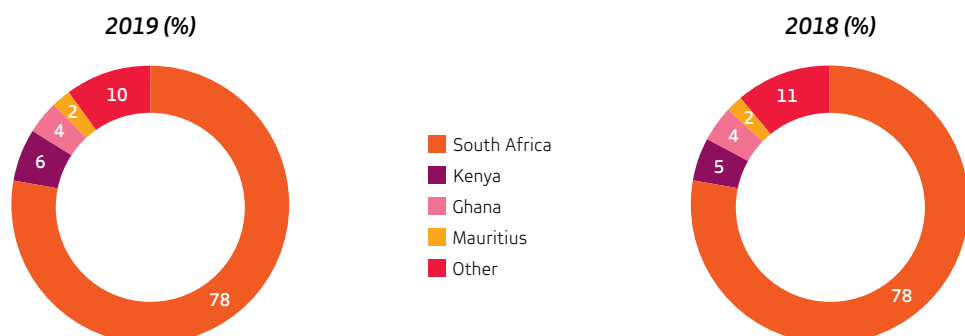 2019 (%)
10
2
4
6
78
South Africa
Kenya
Ghana
Mauritius
Other
2018 (%)
11
2
4
5
78